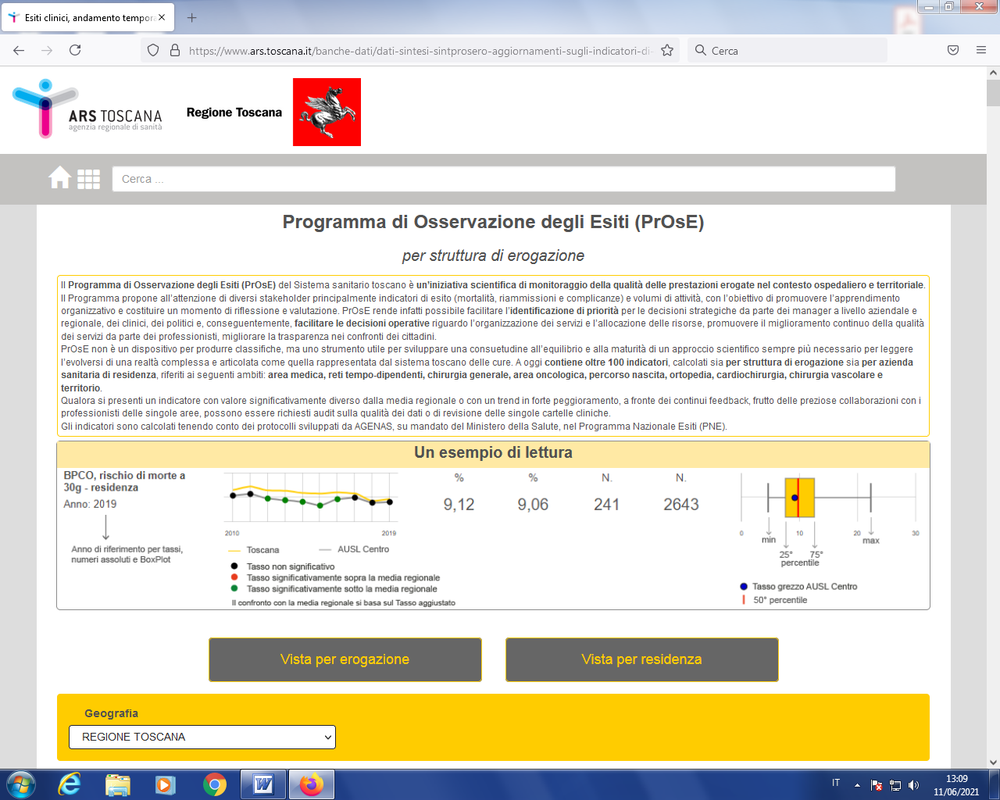 Esiti clinici, andamento tempora
https://www.ars.toscana.it/banche-dati/dati-sintesi-sintprosero-aggiornamenti-sugli-indicatori-di-
Cerca
ARS TOSCANA
agenzia regionale di sanità
Regione Toscana
Cerca ...
Programma di Osservazione degli Esiti (PrOsE)
per struttura di erogazione
Il Programma di Osservazione degli Esiti (PrOsE) del Sistema sanitario toscano è un'iniziativa scientifica di monitoraggio della qualità delle prestazioni erogate nel contesto ospedaliero e territoriale.
Il Programma propone all'attenzione di diversi stakeholder principalmente indicatori di esito (mortalità, riammissioni e complicanze) e volumi di attività, con l'obiettivo di promuovere l'apprendimento
organizzativo e costituire un momento di riflessione e valutazione. PrOsE rende infatti possibile facilitare l'identificazione di priorità per le decisioni strategiche da parte dei manager a livello aziendale e
regionale, dei clinici, dei politici e, conseguentemente, facilitare le decisioni operative riguardo l'organizzazione dei servizi e l'allocazione delle risorse, promuovere il miglioramento continuo della qualità
dei servizi da parte dei professionisti, migliorare la trasparenza nei confronti dei cittadini.
PrOsE non è un dispositivo per produrre classifiche, ma uno strumento utile per sviluppare una consuetudine all'equilibrio e alla maturità di un approccio scientifico sempre più necessario per leggere
l'evolversi di una realtà complessa e articolata come quella rappresentata dal sistema toscano delle cure. A oggi contiene oltre 100 indicatori, calcolati sia per struttura di erogazione sia per azienda
sanitaria di residenza, riferiti ai seguenti ambiti: area medica, reti tempo-dipendenti, chirurgia generale, area oncologica, percorso nascita, ortopedia, cardiochirurgia, chirurgia vascolare e
territorio.
Qualora si presenti un indicatore con valore significativamente diverso dalla media regionale o con un trend in forte peggioramento, a fronte dei continui feedback, frutto delle preziose collaborazioni con i
professionisti delle singole aree, possono essere richiesti audit sulla qualità dei dati o di revisione delle singole cartelle cliniche.
Gli indicatori sono calcolati tenendo conto dei protocolli sviluppati da AGENAS, su mandato del Ministero della Salute, nel Programma Nazionale Esiti (PNE).
Un esempio di lettura
BPCO, rischio di morte a
30g - residenza
Anno: 2019
Anno di riferimento per tassi,
numeri assoluti e BoxPlot
2010 2019
Toscana AUSL Centro
Tasso non significativo
Tasso significativamente sopra la media regionale
Tasso significativamente sotto la media regionale
Il confronto con la media regionale si basa sul Tasso aggiustato
% % N. N.
9,12 9,06 241 2643
0 10 20 30
min max
25° 75°
percentile
Tasso grezzo AUSL Centro
50° percentile
Vista per erogazione
Vista per residenza
Geografia
REGIONE TOSCANA
IT
13:09
11/06/2021